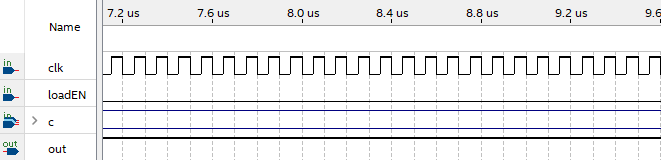 Name
7.2 us 7.6 us 8.0 us 8.4 us 8.8 us 9.2 us 9.6
in clk
in loadEN
in c
out out